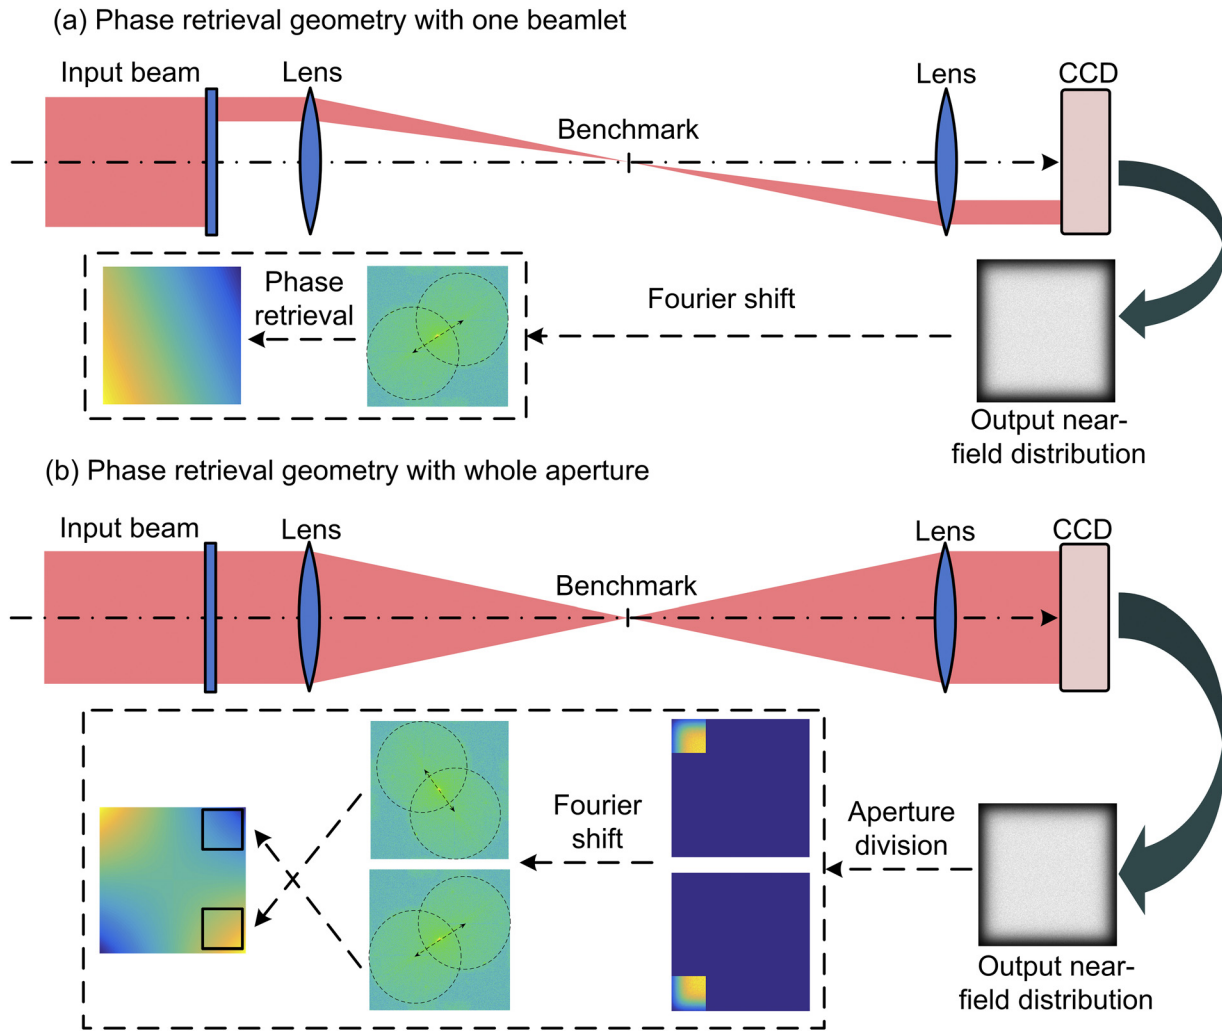 (a) Phase retrieval geometry with one beamlet
Input beam
Lens
Benchmark
Lens
CCD
Phase
retrieval
Fourier shift
Output near-
field distribution
(b) Phase retrieval geometry with whole aperture
Input beam
Lens
Benchmark
Lens
CCD
Fourier
shift
Aperture
division
Output near-
field distribution